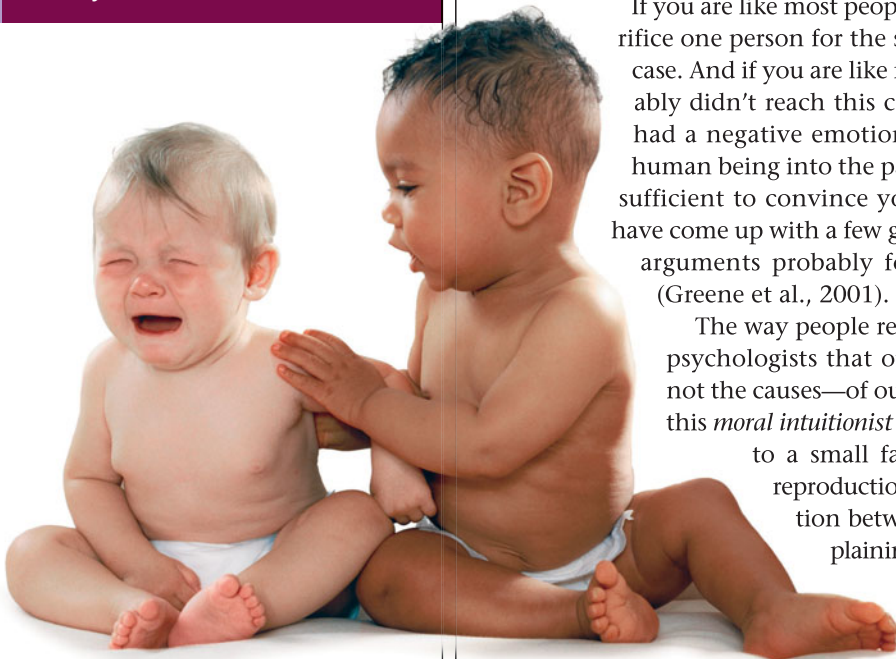 If you are like most peop
rifice one person for the s
case. And if you are like
ably didn't reach this c
had a negative emotion
human being into the p
sufficient to convince yo
have come up with a few g
arguments probably fo
(Greene et al., 2001).
The way people re
psychologists that o
not the causes—of ou
this moral intuitionist
to a small fa
reproductio
tion betw
plainin